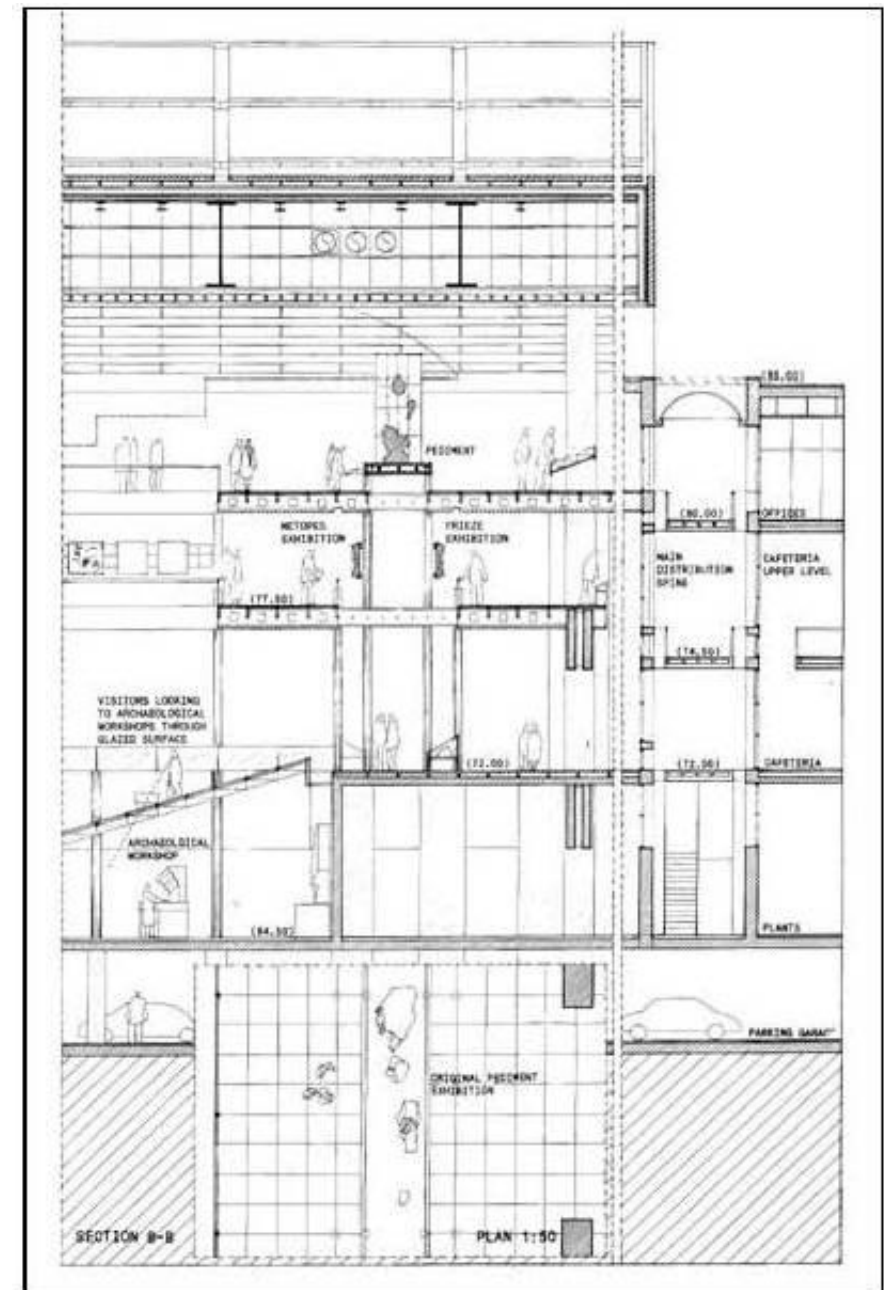 (85.00)
PEDIMENT
(80.00)
OFFICES
METOPES
EXHIBITION
FRIEZE
EXHIBITION
MAIN
DISTRIBUTION
SPINE
CAFETERIA
UPPER LEVEL
(77.50)
(74.50)
VISITORS LOOKING
TO ARCHAEOLOGICAL
WORKSHOPS THROUGH
GLAZED SURFACE
(72.00)
(72.00)
CAFETERIA
ARCHAEOLOGICAL
WORKSHOP
(64.50)
PLANTS
PARKING GARAGE
ORIGINAL PEDIMENT
EXHIBITION
SECTION B-B
PLAN 1:50